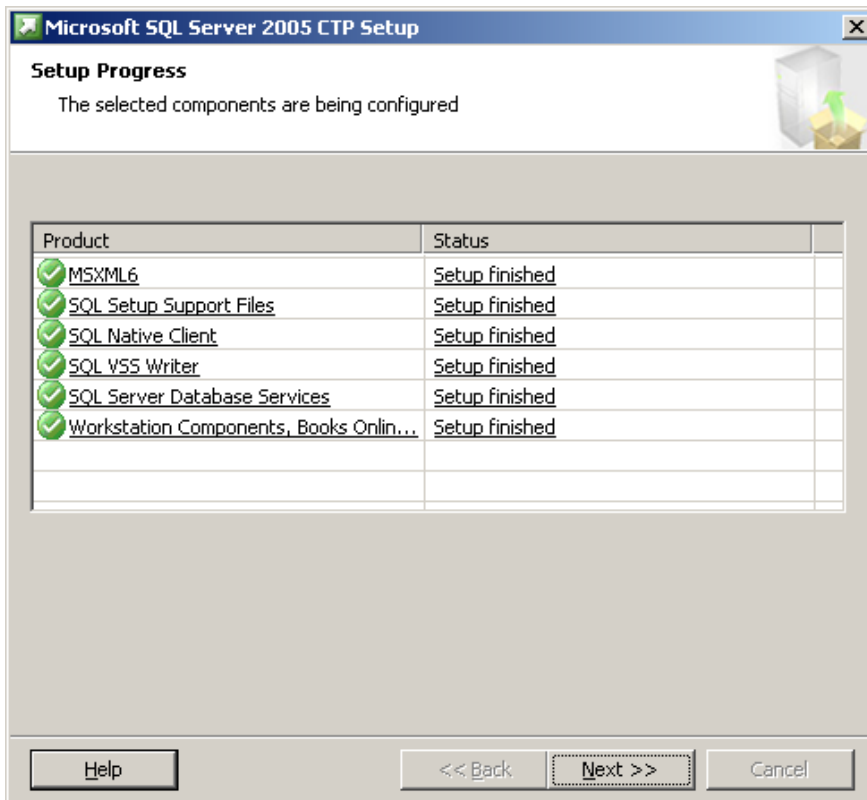 Microsoft SQL Server 2005 CTP Setup
Setup Progress
The selected components are being configured
Product Status
MSXML6 Setup finished
SQL Setup Support Files Setup finished
SQL Native Client Setup finished
SQL VSS Writer Setup finished
SQL Server Database Services Setup finished
Workstation Components, Books Onlin... Setup finished
Help << Back Next >> Cancel